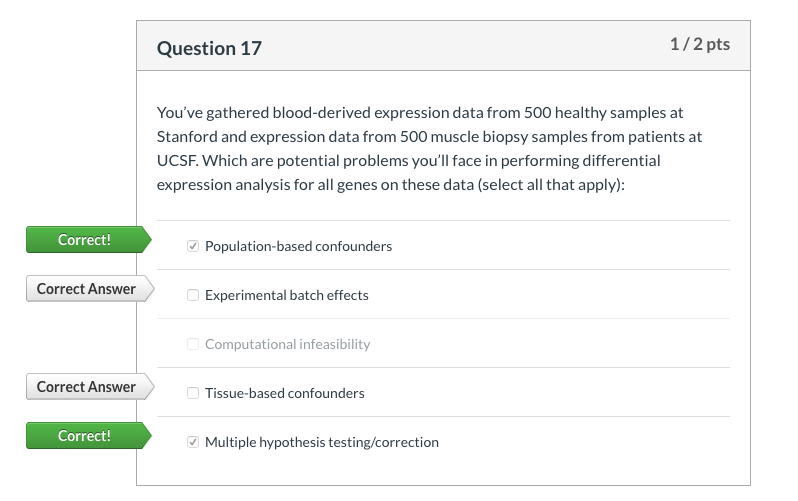 Question 17
1 / 2 pts
You’ve gathered blood-derived expression data from 500 healthy samples at
Stanford and expression data from 500 muscle biopsy samples from patients at
UCSF. Which are potential problems you’ll face in performing differential
expression analysis for all genes on these data (select all that apply):
Correct!
Population-based confounders
Correct Answer
Experimental batch effects
Computational infeasibility
Correct Answer
Tissue-based confounders
Correct!
Multiple hypothesis testing/correction